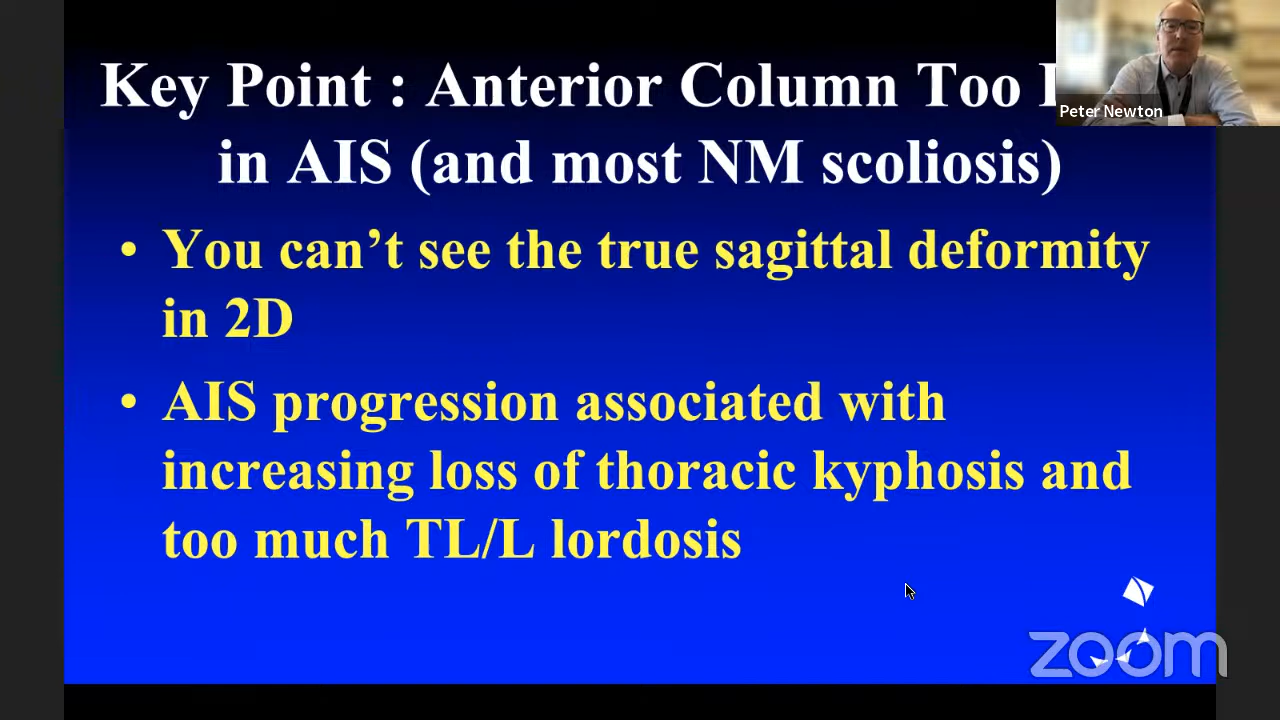 Key Point : Anterior Column Too
in AIS (and most NM scoliosis)
• You can’t see the true sagittal deformity
in 2D
• AIS progression associated with
increasing loss of thoracic kyphosis and
too much TL/L lordosis
Peter Newton
zoom